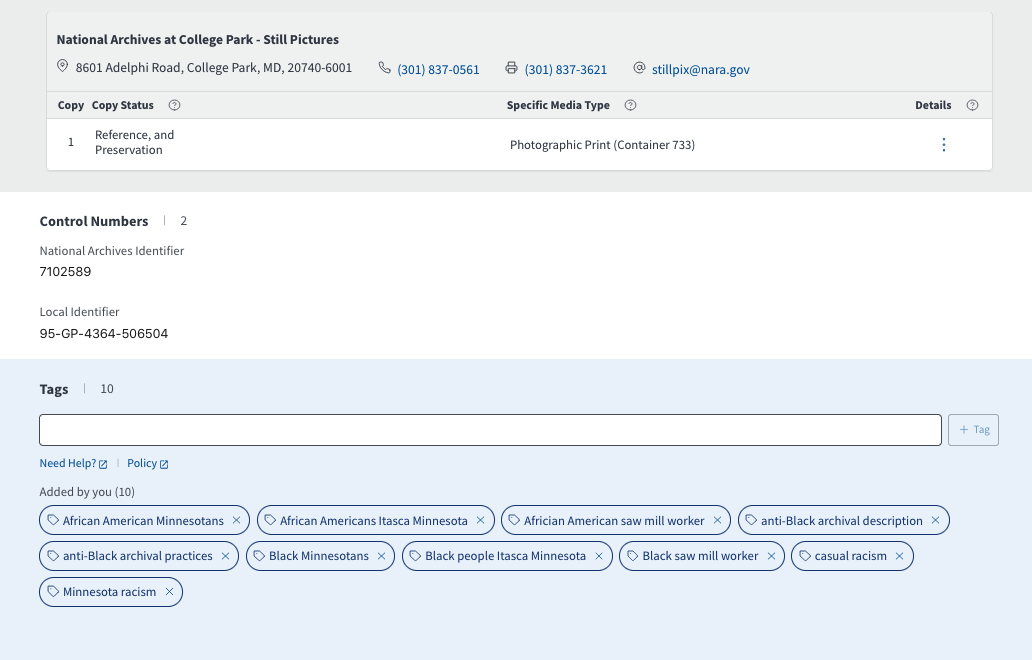 National Archives at College Park - Still Pictures
8601 Adelphi Road, College Park, MD, 20740-6001 (301) 837-0561 (301) 837-3621 stillpix@nara.gov
Copy Copy Status Specific Media Type Details
1 Reference, and Preservation Photographic Print (Container 733)
Control Numbers | 2
National Archives Identifier
7102589
Local Identifier
95-GP-4364-506504
Tags | 10
+ Tag
Need Help? | Policy
Added by you (10)
African American Minnesotans African Americans Itasca Minnesota Africian American saw mill worker anti-Black archival description
anti-Black archival practices Black Minnesotans Black people Itasca Minnesota Black saw mill worker casual racism
Minnesota racism